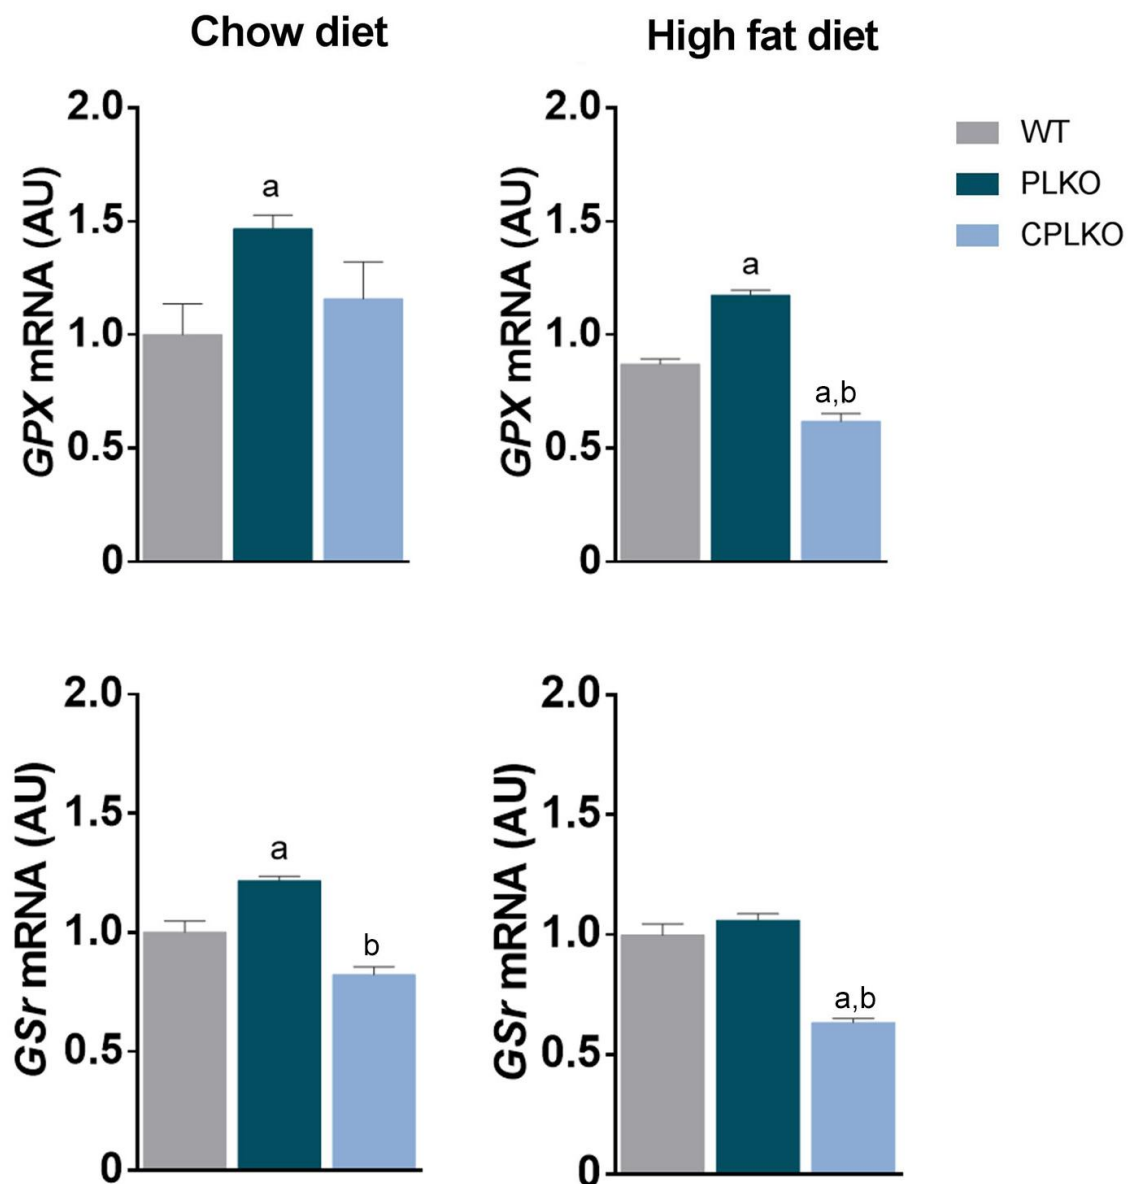 Chow diet
High fat diet
2.0
1.5
1.0
0.5
0
GPX mRNA (AU)
a
2.0
1.5
1.0
0.5
0
GPX mRNA (AU)
a
a,b
WT
PLKO
CPLKO
2.0
1.5
1.0
0.5
0
GSr mRNA (AU)
a
b
2.0
1.5
1.0
0.5
0
GSr mRNA (AU)
a,b